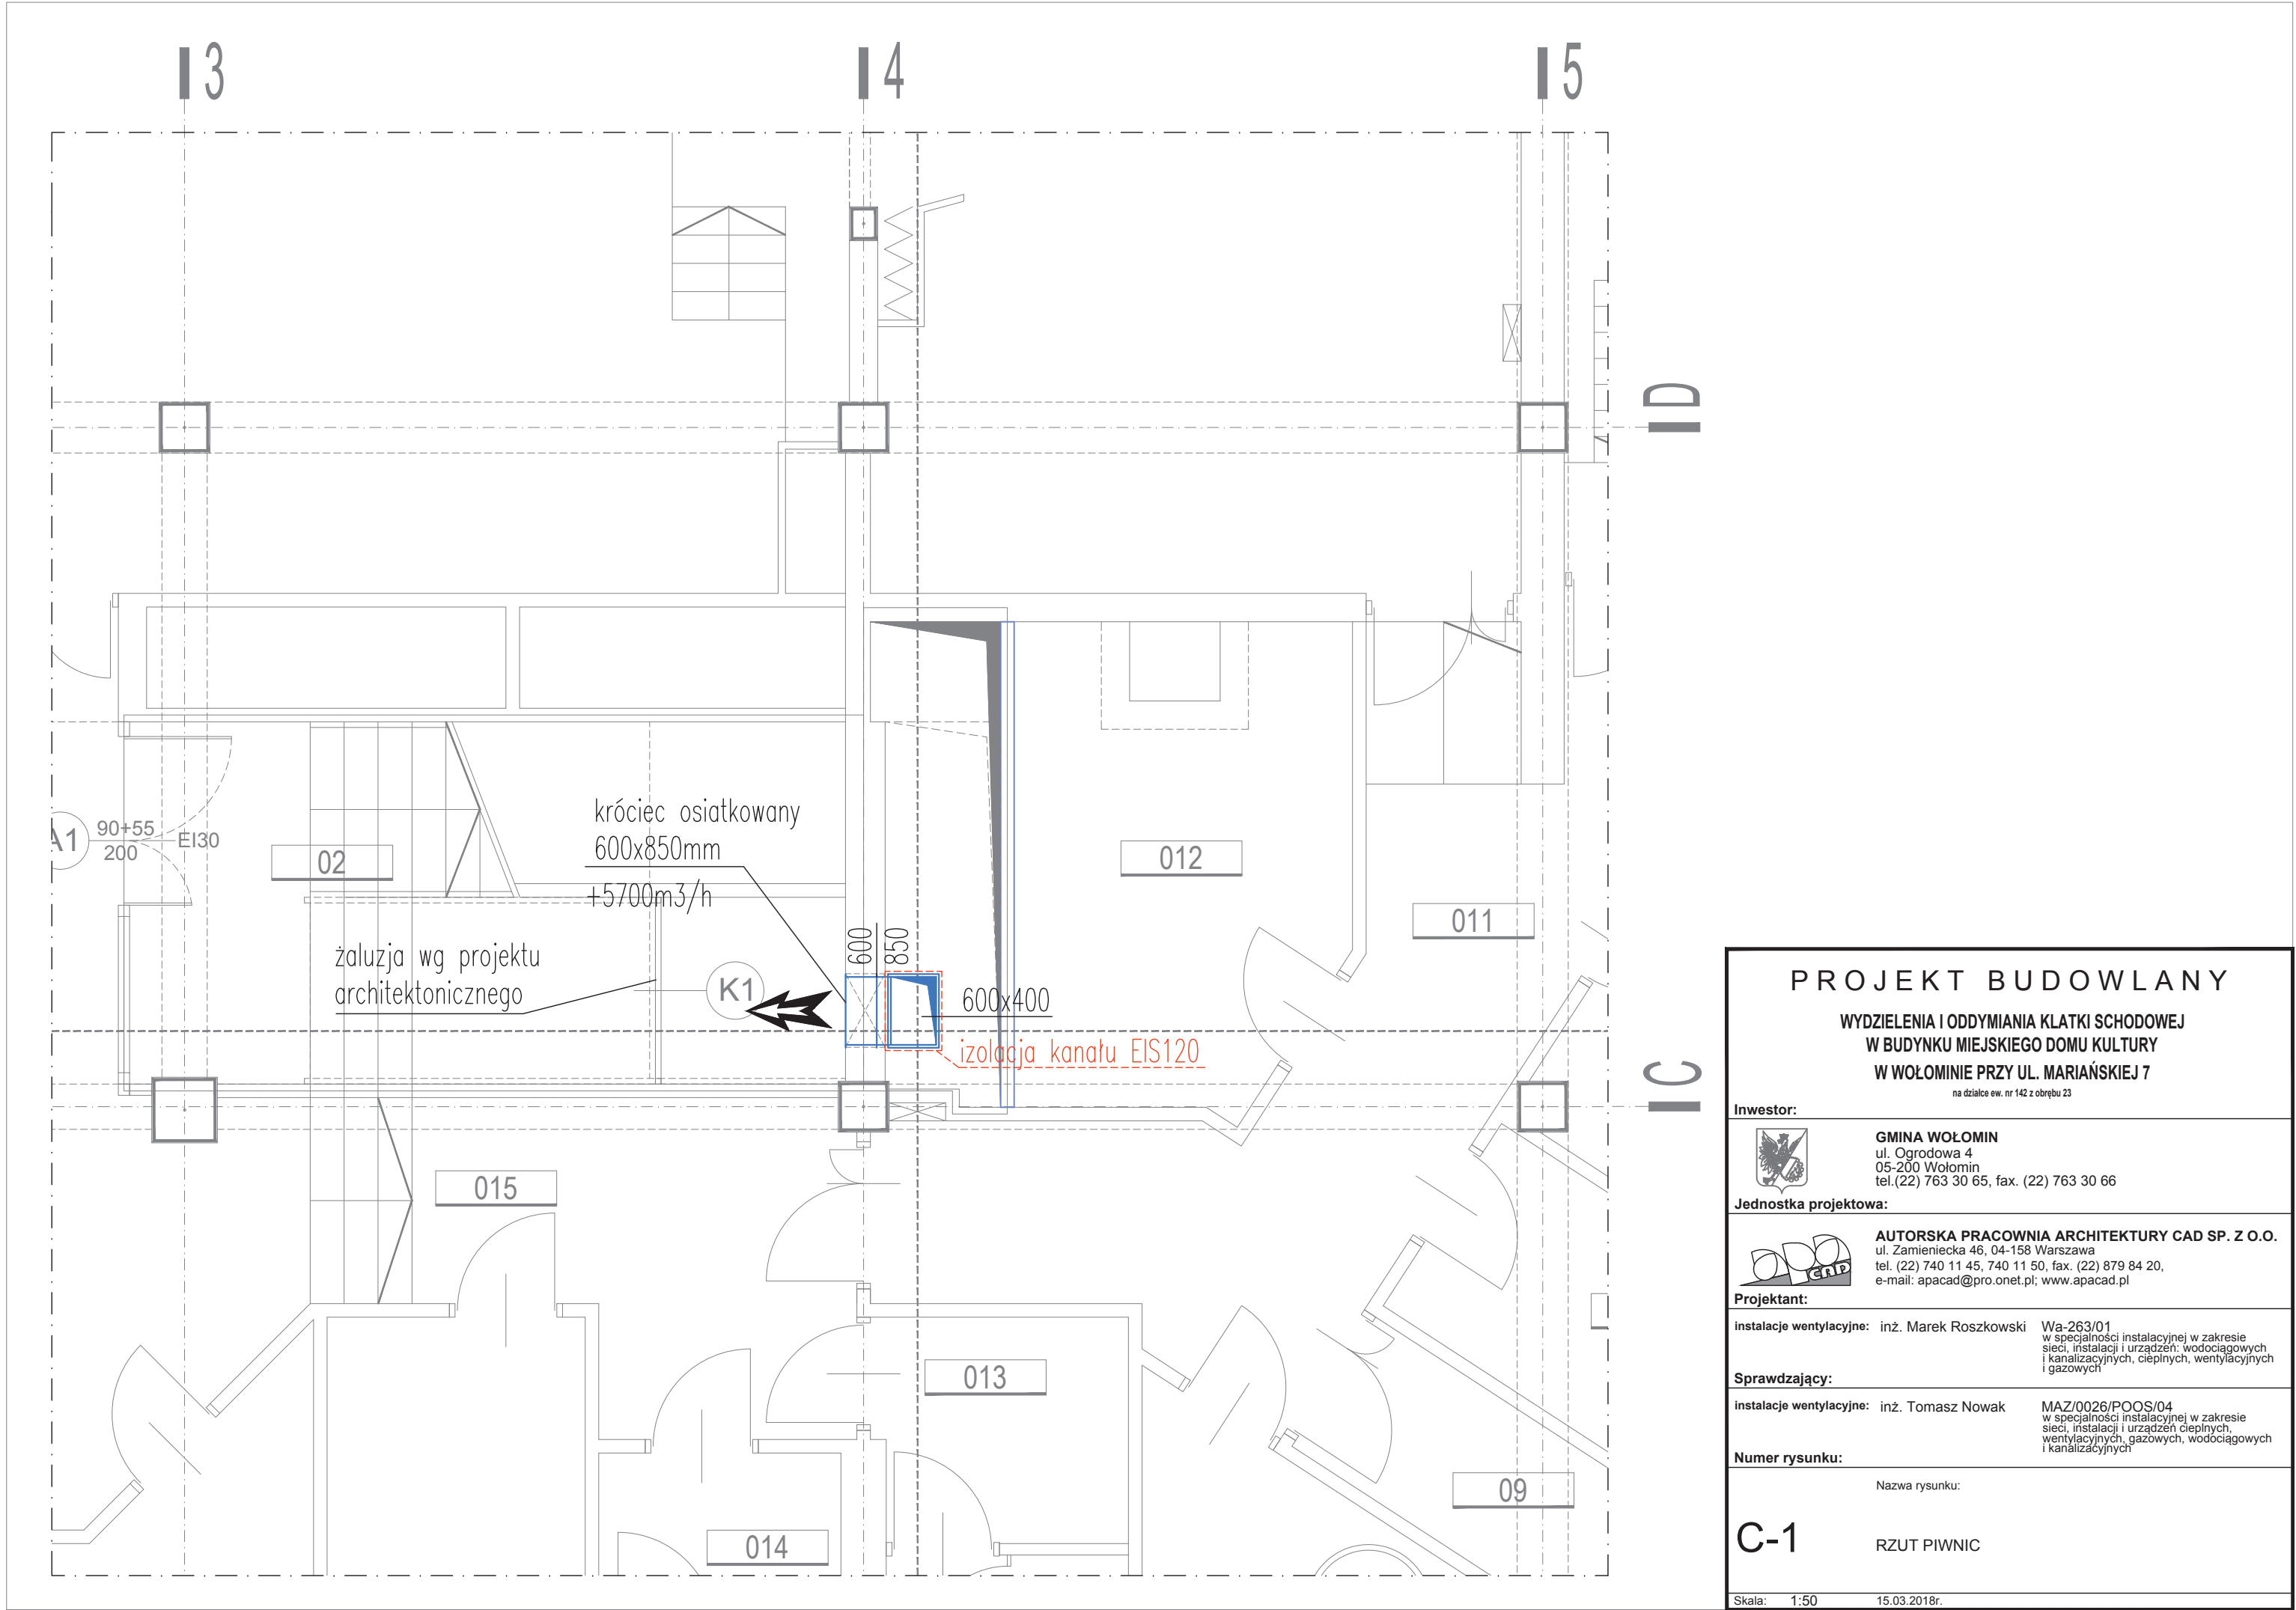 3
4
5
D
C
króciec osiatkowany
600x850mm
+5700m3/h
żaluzja wg projektu
architektonicznego
A1
90+55
200
EI30
02
K1
600
850
600x400
izolacja kanału EIS120
012
011
015
013
014
09
PROJEKT BUDOWLANY
WYDZIELENIA I ODDYMIANIA KLATKI SCHODOWEJ
W BUDYNKU MIEJSKIEGO DOMU KULTURY
W WOŁOMINIE PRZY UL. MARIAŃSKIEJ 7
na działce ew. nr 142 z obrębu 23
Inwestor:
GMINA WOŁOMIN
ul. Ogrodowa 4
05-200 Wołomin
tel.(22) 763 30 65, fax. (22) 763 30 66
Jednostka projektowa:
CAD
AUTORSKA PRACOWNIA ARCHITEKTURY CAD SP. Z O.O.
ul. Zamieniecka 46, 04-158 Warszawa
tel. (22) 740 11 45, 740 11 50, fax. (22) 879 84 20,
e-mail: apacad@pro.onet.pl; www.apacad.pl
Projektant:
instalacje wentylacyjne: inż. Marek Roszkowski Wa-263/01
w specjalności instalacyjnej w zakresie
sieci, instalacji i urządzeń: wodociągowych
i kanalizacyjnych, cieplnych, wentylacyjnych
i gazowych
Sprawdzający:
instalacje wentylacyjne: inż. Tomasz Nowak MAZ/0026/POOS/04
w specjalności instalacyjnej w zakresie
sieci, instalacji i urządzeń cieplnych,
wentylacyjnych, gazowych, wodociągowych
i kanalizacyjnych
Numer rysunku:
Nazwa rysunku:
C-1
RZUT PIWNIC
Skala: 1:50 15.03.2018r.